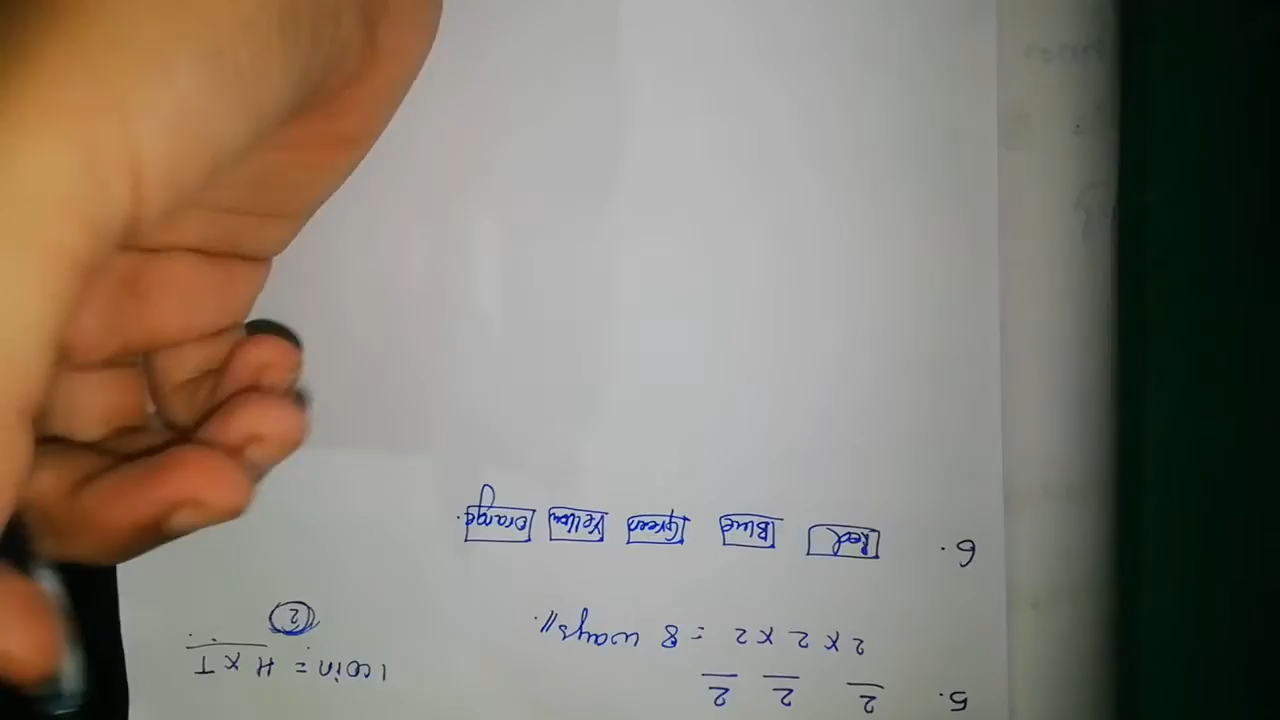 5. 2 2 2
1 coin = H x T
2 x 2 x 2 = 8 ways//.
2
6. Red Blue Green Yellow Orange.